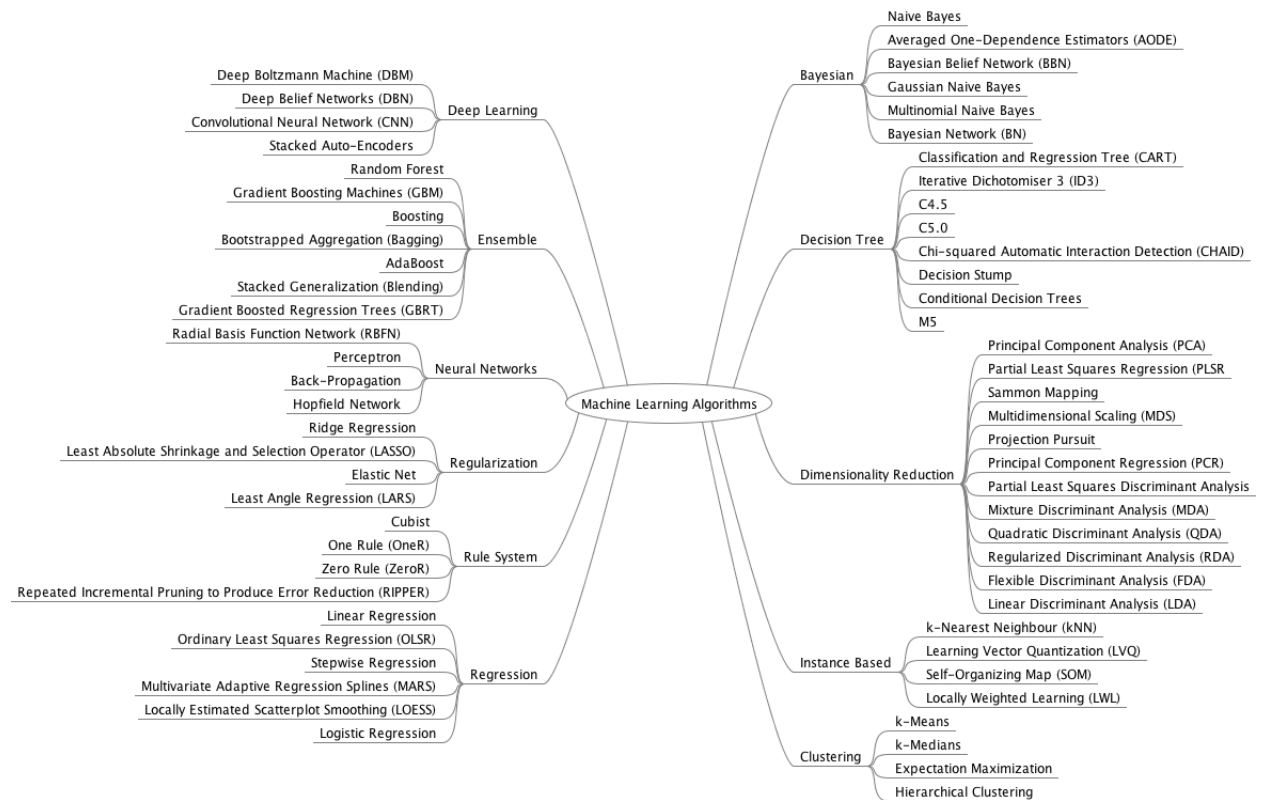 Machine Learning Algorithms
Deep Learning
Deep Boltzmann Machine (DBM)
Deep Belief Networks (DBN)
Convolutional Neural Network (CNN)
Stacked Auto-Encoders
Ensemble
Random Forest
Gradient Boosting Machines (GBM)
Boosting
Bootstrapped Aggregation (Bagging)
AdaBoost
Stacked Generalization (Blending)
Gradient Boosted Regression Trees (GBRT)
Neural Networks
Radial Basis Function Network (RBFN)
Perceptron
Back-Propagation
Hopfield Network
Regularization
Ridge Regression
Least Absolute Shrinkage and Selection Operator (LASSO)
Elastic Net
Least Angle Regression (LARS)
Rule System
Cubist
One Rule (OneR)
Zero Rule (ZeroR)
Repeated Incremental Pruning to Produce Error Reduction (RIPPER)
Regression
Linear Regression
Ordinary Least Squares Regression (OLSR)
Stepwise Regression
Multivariate Adaptive Regression Splines (MARS)
Locally Estimated Scatterplot Smoothing (LOESS)
Logistic Regression
Bayesian
Naive Bayes
Averaged One-Dependence Estimators (AODE)
Bayesian Belief Network (BBN)
Gaussian Naive Bayes
Multinomial Naive Bayes
Bayesian Network (BN)
Decision Tree
Classification and Regression Tree (CART)
Iterative Dichotomiser 3 (ID3)
C4.5
C5.0
Chi-squared Automatic Interaction Detection (CHAID)
Decision Stump
Conditional Decision Trees
M5
Dimensionality Reduction
Principal Component Analysis (PCA)
Partial Least Squares Regression (PLSR
Sammon Mapping
Multidimensional Scaling (MDS)
Projection Pursuit
Principal Component Regression (PCR)
Partial Least Squares Discriminant Analysis
Mixture Discriminant Analysis (MDA)
Quadratic Discriminant Analysis (QDA)
Regularized Discriminant Analysis (RDA)
Flexible Discriminant Analysis (FDA)
Linear Discriminant Analysis (LDA)
Instance Based
k-Nearest Neighbour (kNN)
Learning Vector Quantization (LVQ)
Self-Organizing Map (SOM)
Locally Weighted Learning (LWL)
Clustering
k-Means
k-Medians
Expectation Maximization
Hierarchical Clustering